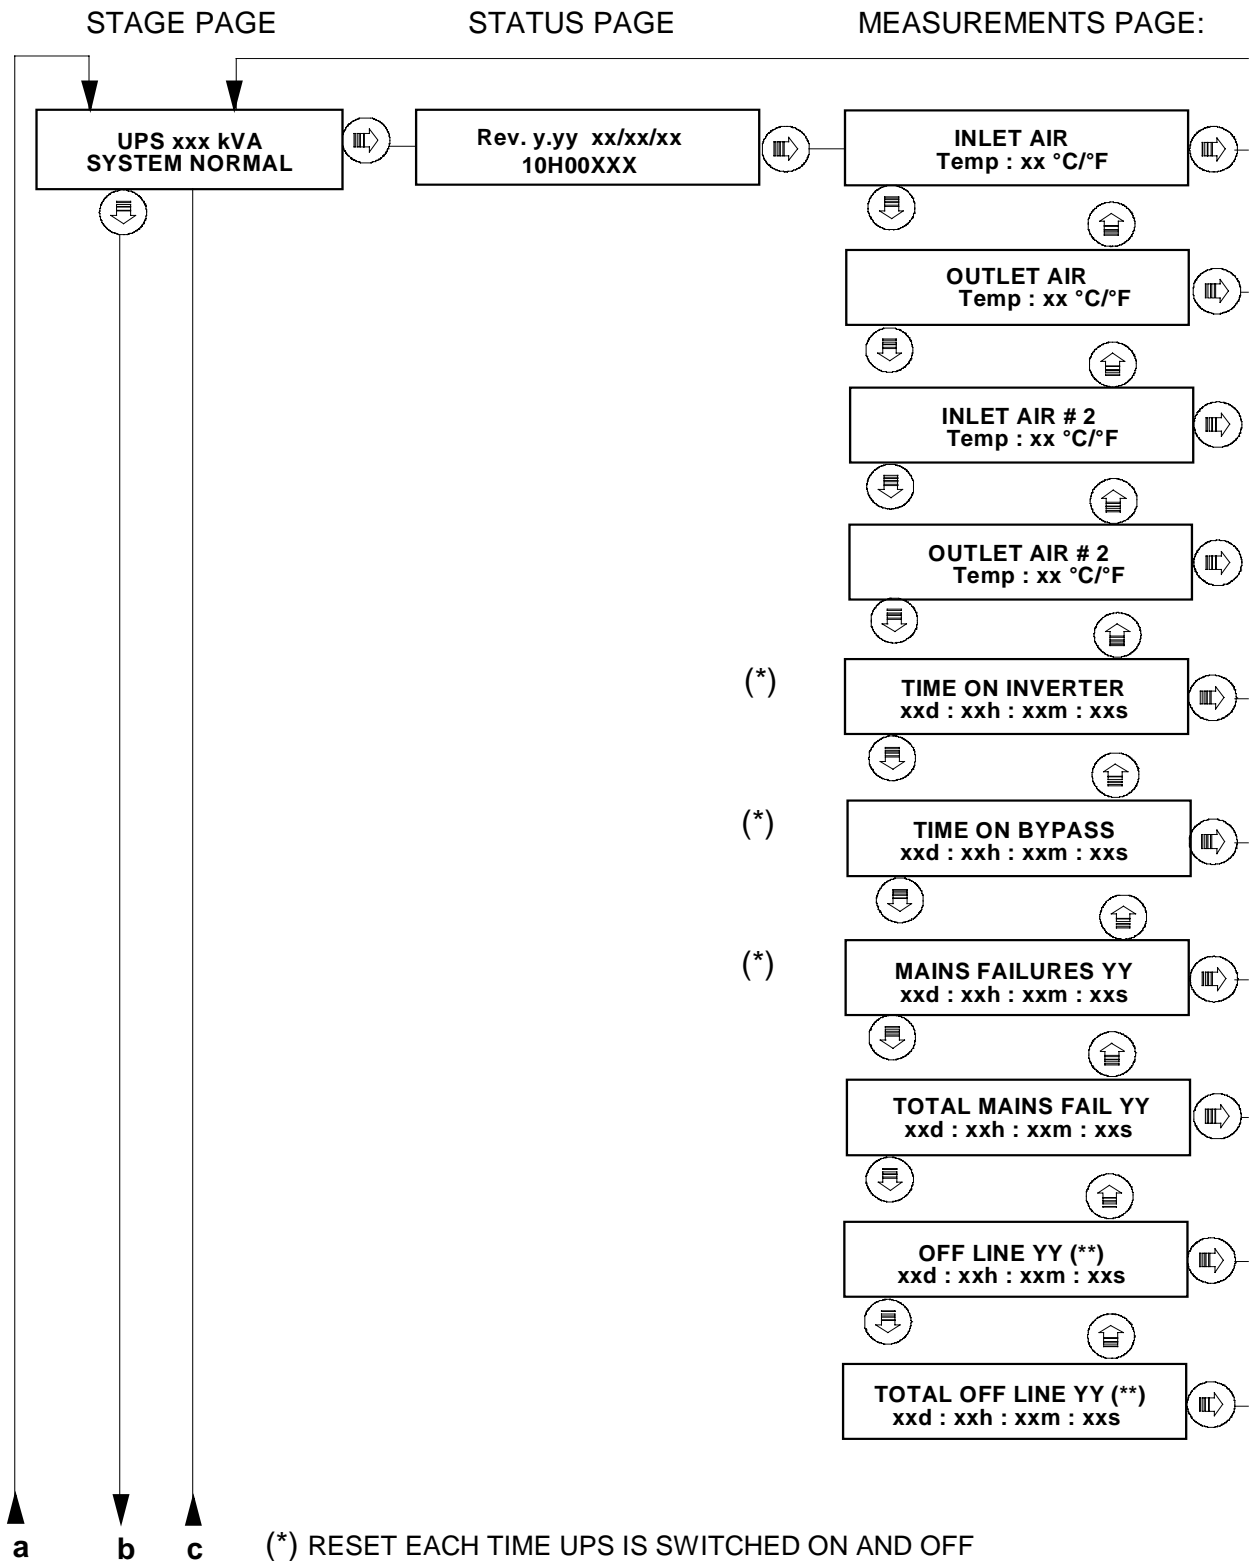 STAGE PAGE
STATUS PAGE
MEASUREMENTS PAGE:
UPS xxx kVA
SYSTEM NORMAL
Rev. y.yy xx/xx/xx
10H00XXX
INLET AIR
Temp : xx °C/°F
OUTLET AIR
Temp : xx °C/°F
INLET AIR # 2
Temp : xx °C/°F
OUTLET AIR # 2
Temp : xx °C/°F
(*)
TIME ON INVERTER
xxd : xxh : xxm : xxs
(*)
TIME ON BYPASS
xxd : xxh : xxm : xxs
(*)
MAINS FAILURES YY
xxd : xxh : xxm : xxs
TOTAL MAINS FAIL YY
xxd : xxh : xxm : xxs
OFF LINE YY (**)
xxd : xxh : xxm : xxs
TOTAL OFF LINE YY (**)
xxd : xxh : xxm : xxs
a
b
c
(*) RESET EACH TIME UPS IS SWITCHED ON AND OFF